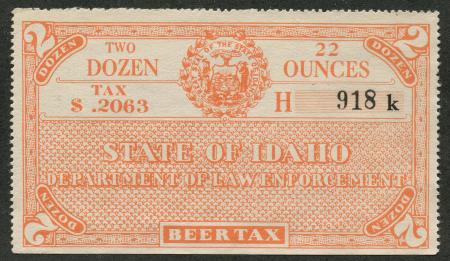 2 DOZEN
DOZEN 2
TWO DOZEN
22 OUNCES
TAX
$ .2063
H 918 k
STATE OF IDAHO
DEPARTMENT OF LAW ENFORCEMENT
2 DOZEN
DOZEN 2
BEER TAX